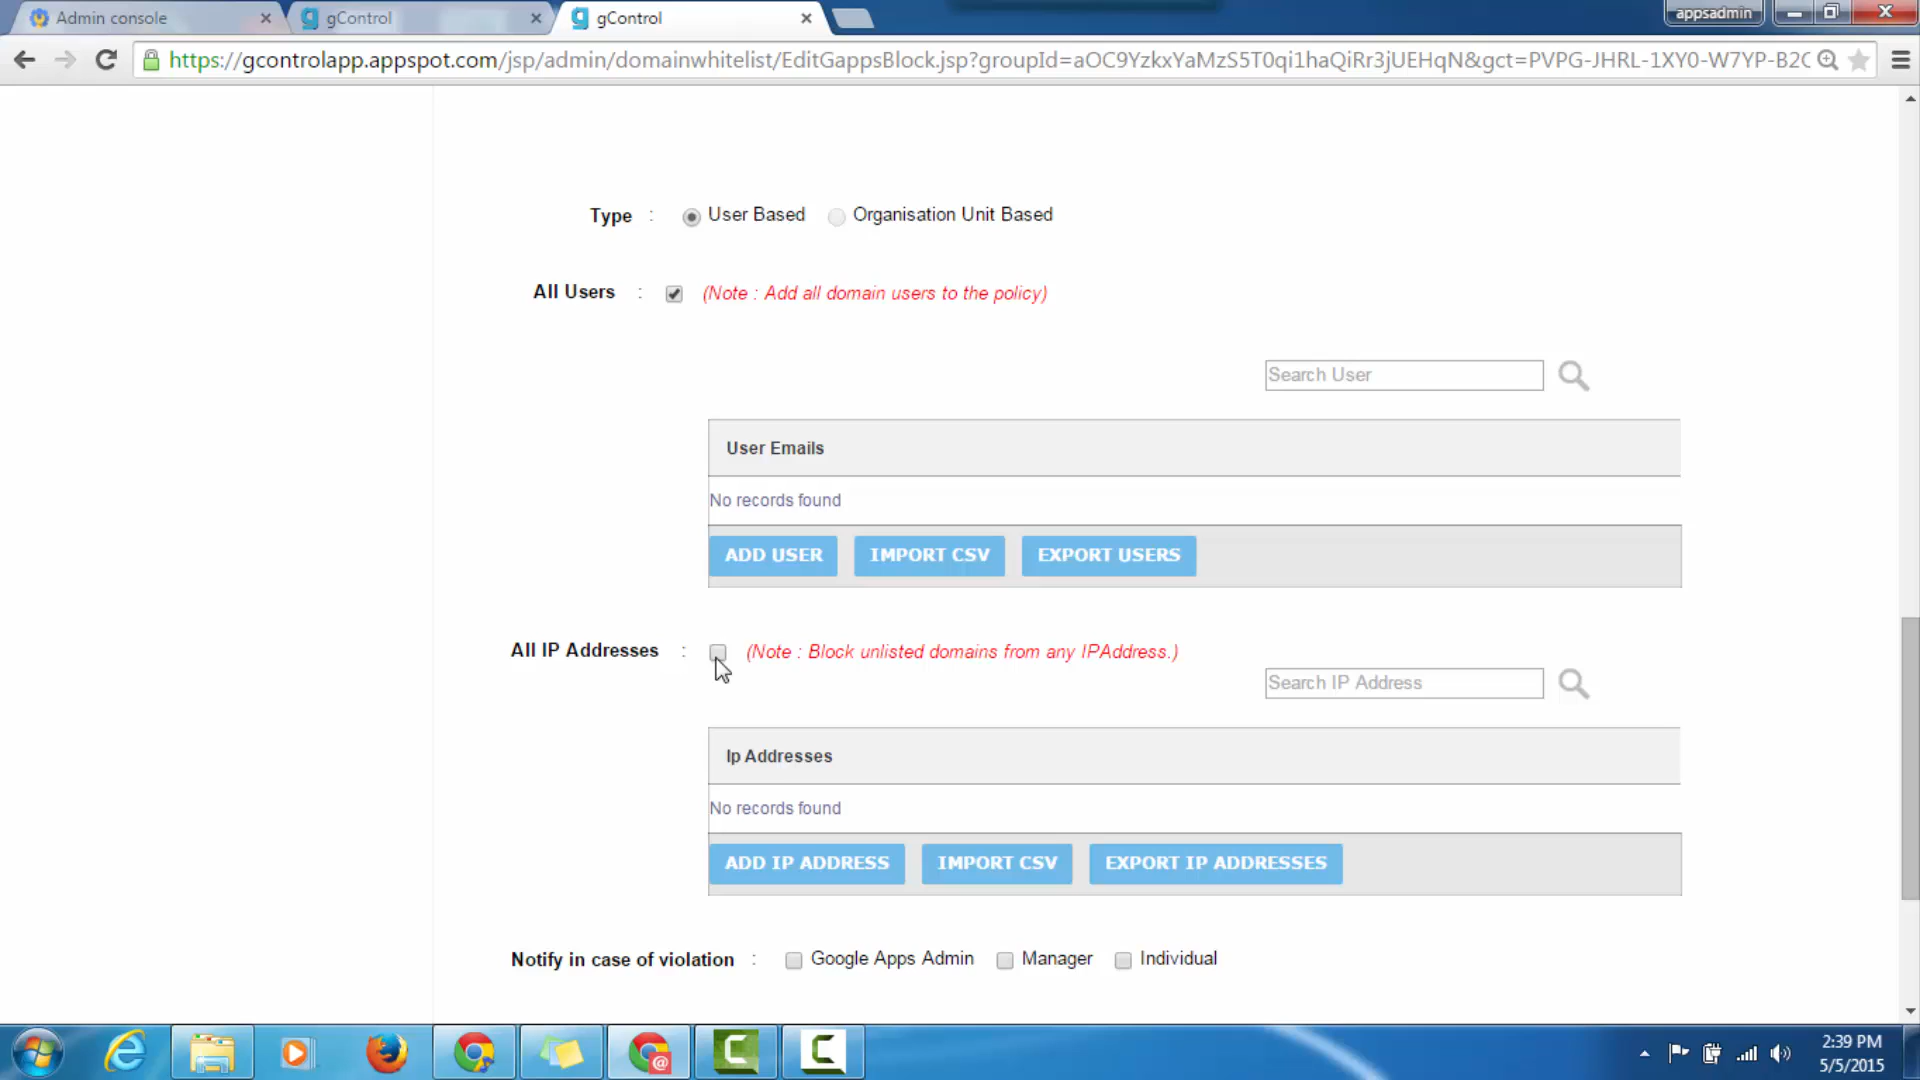 Admin console
gControl
gControl
appsadmin
https://gcontrolapp.appspot.com/jsp/admin/domainwhitelist/EditGappsBlock.jsp?groupId=aOC9YzkxYaMzS5T0qi1haQiRr3jUEHqN&gct=PVPG-JHRL-1XY0-W7YP-B2C
Type : User Based Organisation Unit Based
All Users : (Note : Add all domain users to the policy)
Search User
User Emails
No records found
ADD USER IMPORT CSV EXPORT USERS
All IP Addresses : (Note : Block unlisted domains from any IPAddress.)
Search IP Address
Ip Addresses
No records found
ADD IP ADDRESS IMPORT CSV EXPORT IP ADDRESSES
Notify in case of violation : Google Apps Admin Manager Individual
2:39 PM
5/5/2015